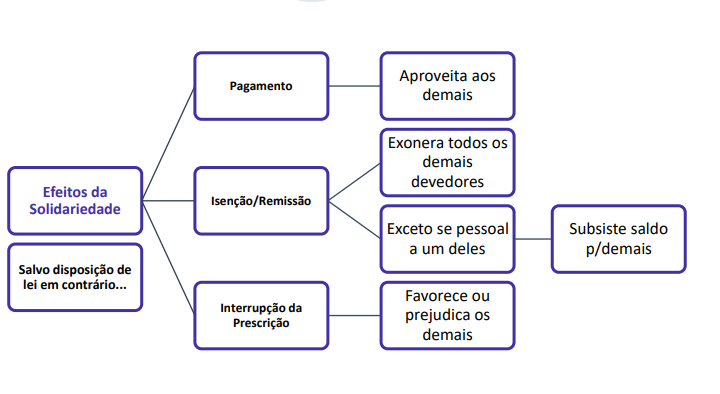 Efeitos da
Solidariedade
Salvo disposição de
lei em contrário...
Pagamento
Aproveita aos
demais
Isenção/Remissão
Exonera todos os
demais
devedores
Exceto se pessoal
a um deles
Subsiste saldo
p/demais
Interrupção da
Prescrição
Favorece ou
prejudica os
demais